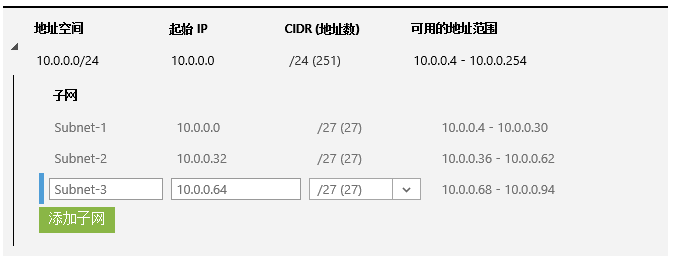 地址空间 起始 IP CIDR (地址数) 可用的地址范围
10.0.0.0/24 10.0.0.0 /24 (251) 10.0.0.4 - 10.0.0.254
子网
Subnet-1 10.0.0.0 /27 (27) 10.0.0.4 - 10.0.0.30
Subnet-2 10.0.0.32 /27 (27) 10.0.0.36 - 10.0.0.62
Subnet-3 10.0.0.64 /27 (27) 10.0.0.68 - 10.0.0.94
添加子网